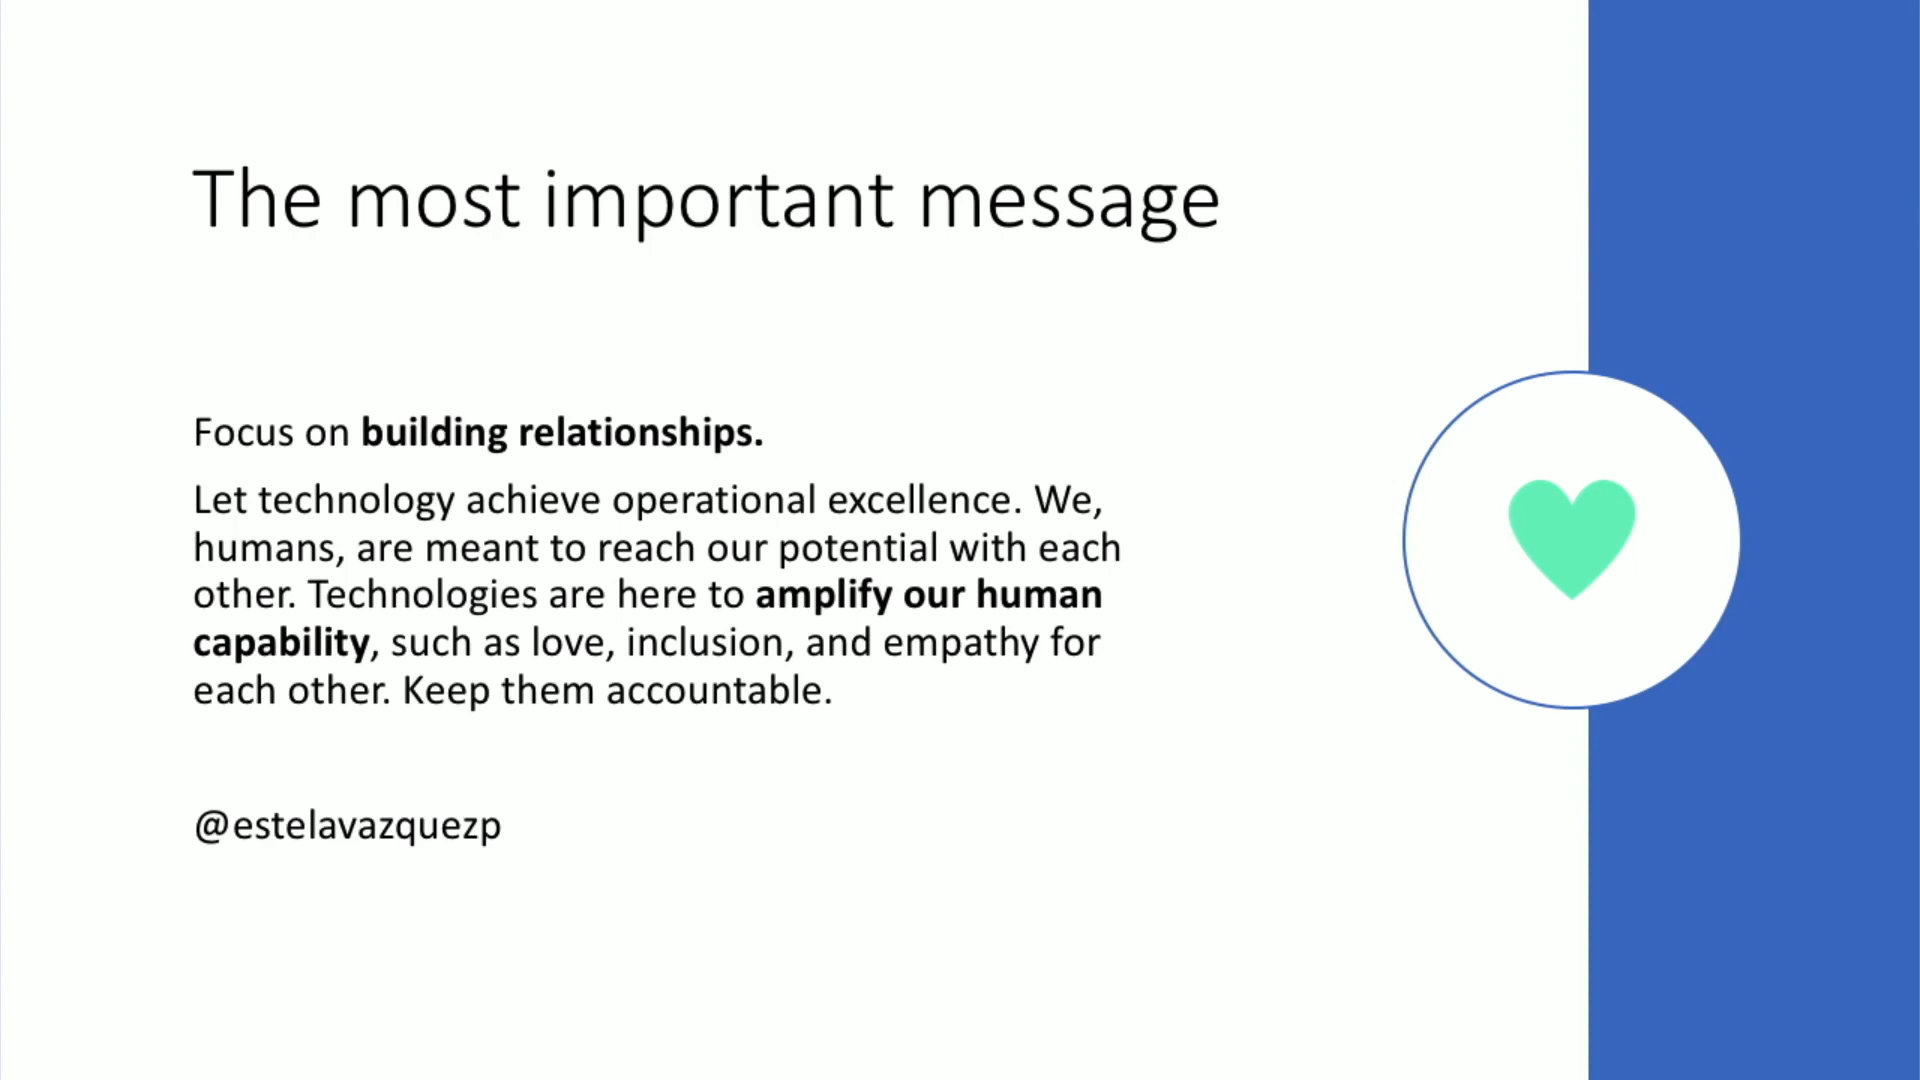 The most important message
Focus on building relationships.
Let technology achieve operational excellence. We,
humans, are meant to reach our potential with each
other. Technologies are here to amplify our human
capability, such as love, inclusion, and empathy for
each other. Keep them accountable.
@estelavazquezp